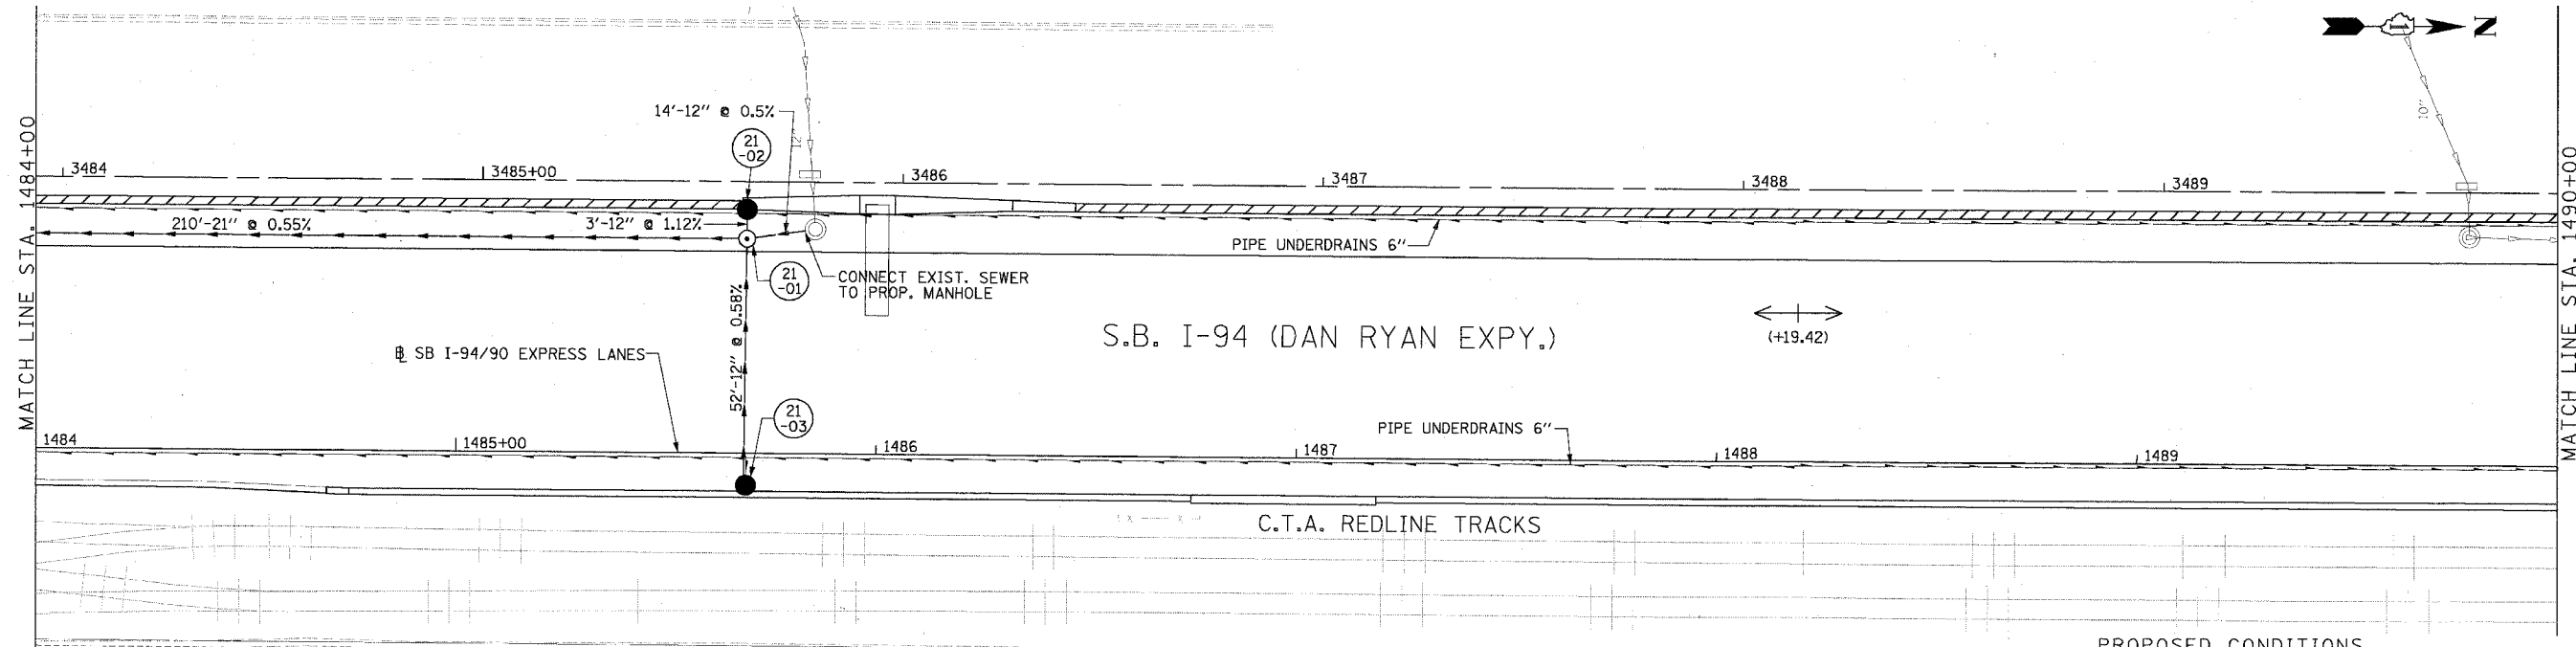 N
14'-12" @ 0.5%
10"
12"
21
-02
MATCH LINE STA. 1484+00
MATCH LINE STA. 1490+00
3484
3485+00
3486
3487
3488
3489
210'-21" @ 0.55%
3'-12" @ 1.12%
PIPE UNDERDRAINS 6"
21
-01
CONNECT EXIST. SEWER
TO PROP. MANHOLE
52'-12" @ 0.58%
S.B. I-94 (DAN RYAN EXPY.)
(+19.42)
SB I-94/90 EXPRESS LANES
21
-03
PIPE UNDERDRAINS 6"
1484
1485+00
1486
1487
1488
1489
C.T.A. REDLINE TRACKS
PROPOSED CONDITIONS